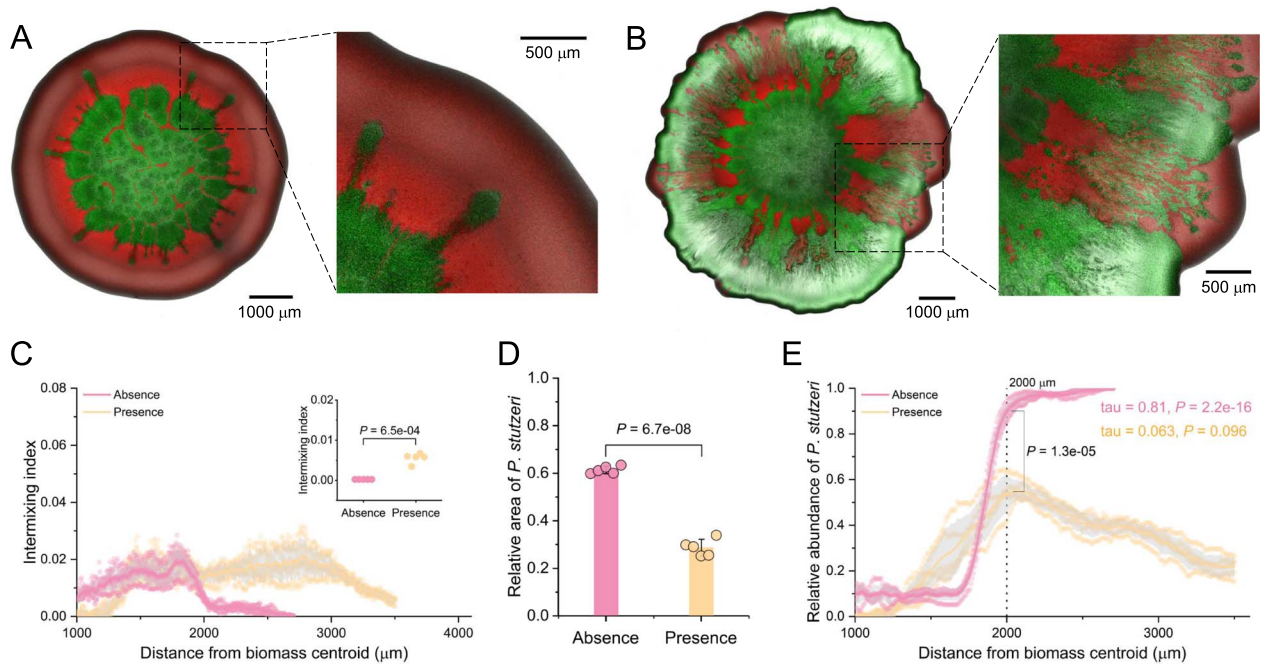 A
500 μm
1000 μm
B
1000 μm
500 μm
C
Absence
Presence
Intermixing index
0.08
0.06
0.04
0.02
0.00
1000
2000
3000
4000
Distance from biomass centroid (μm)
Intermixing index
0.02
0.01
0.00
P = 6.5e-04
Absence
Presence
D
Relative area of P. stutzeri
1.0
0.8
0.6
0.4
0.2
0.0
P = 6.7e-08
Absence
Presence
E
Absence
Presence
Relative abundance of P. stutzeri
1.0
0.8
0.6
0.4
0.2
0.0
2000 μm
tau = 0.81, P = 2.2e-16
tau = 0.063, P = 0.096
P = 1.3e-05
1000
2000
3000
Distance from biomass centroid (μm)